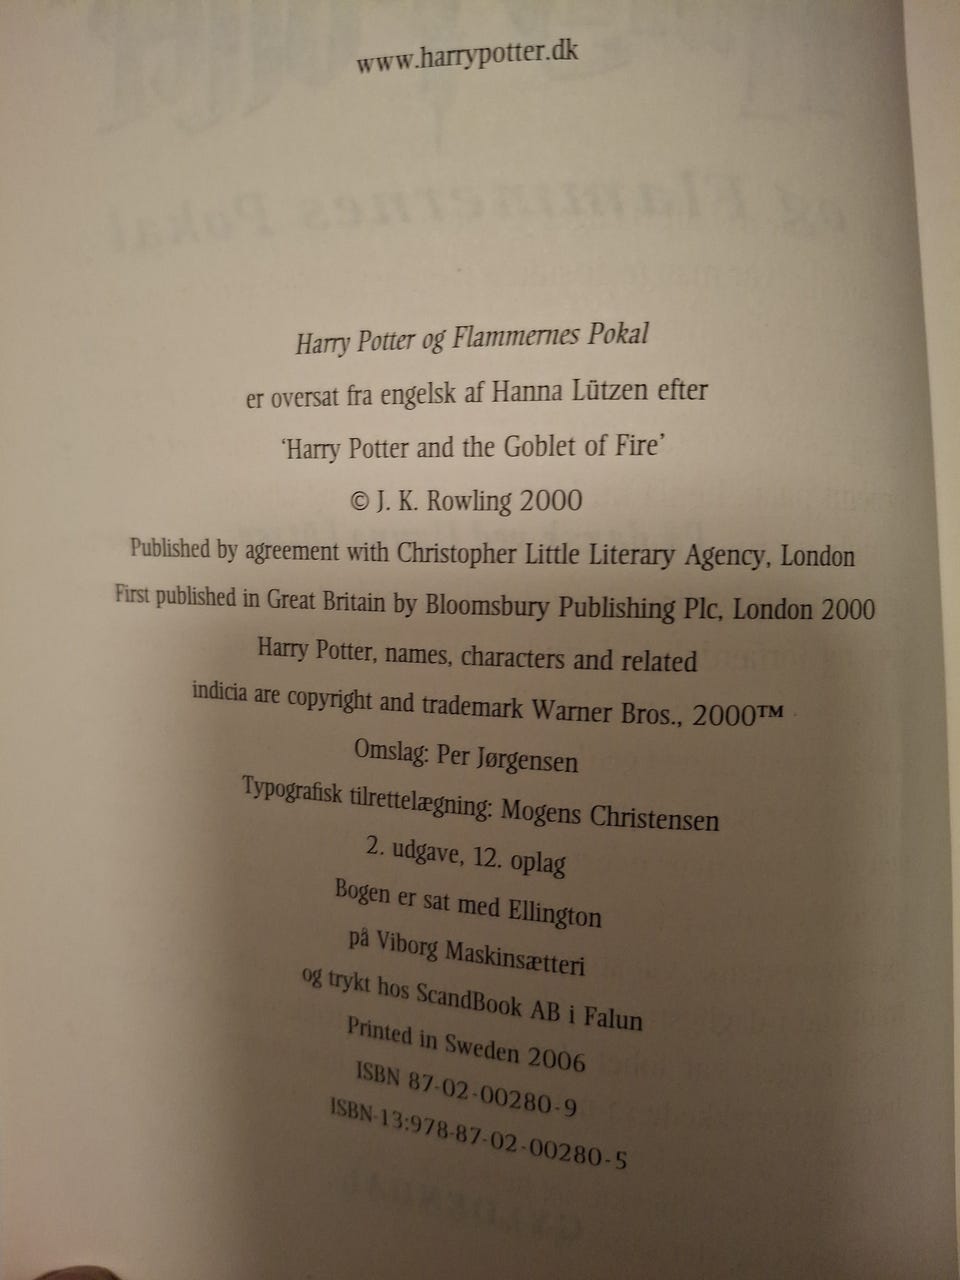 www.harrypotter.dk
Harry Potter og Flammernes Pokal
er oversat fra engelsk af Hanna Lützen efter
‘Harry Potter and the Goblet of Fire’
© J. K. Rowling 2000
Published by agreement with Christopher Little Literary Agency, London
First published in Great Britain by Bloomsbury Publishing Plc, London 2000
Harry Potter, names, characters and related
indicia are copyright and trademark Warner Bros., 2000™
Omslag: Per Jørgensen
Typografisk tilrettelægning: Mogens Christensen
2. udgave, 12. oplag
Bogen er sat med Ellington
på Viborg Maskinsætteri
og trykt hos ScandBook AB i Falun
Printed in Sweden 2006
ISBN 87-02-00280-9
ISBN-13:978-87-02-00280-5